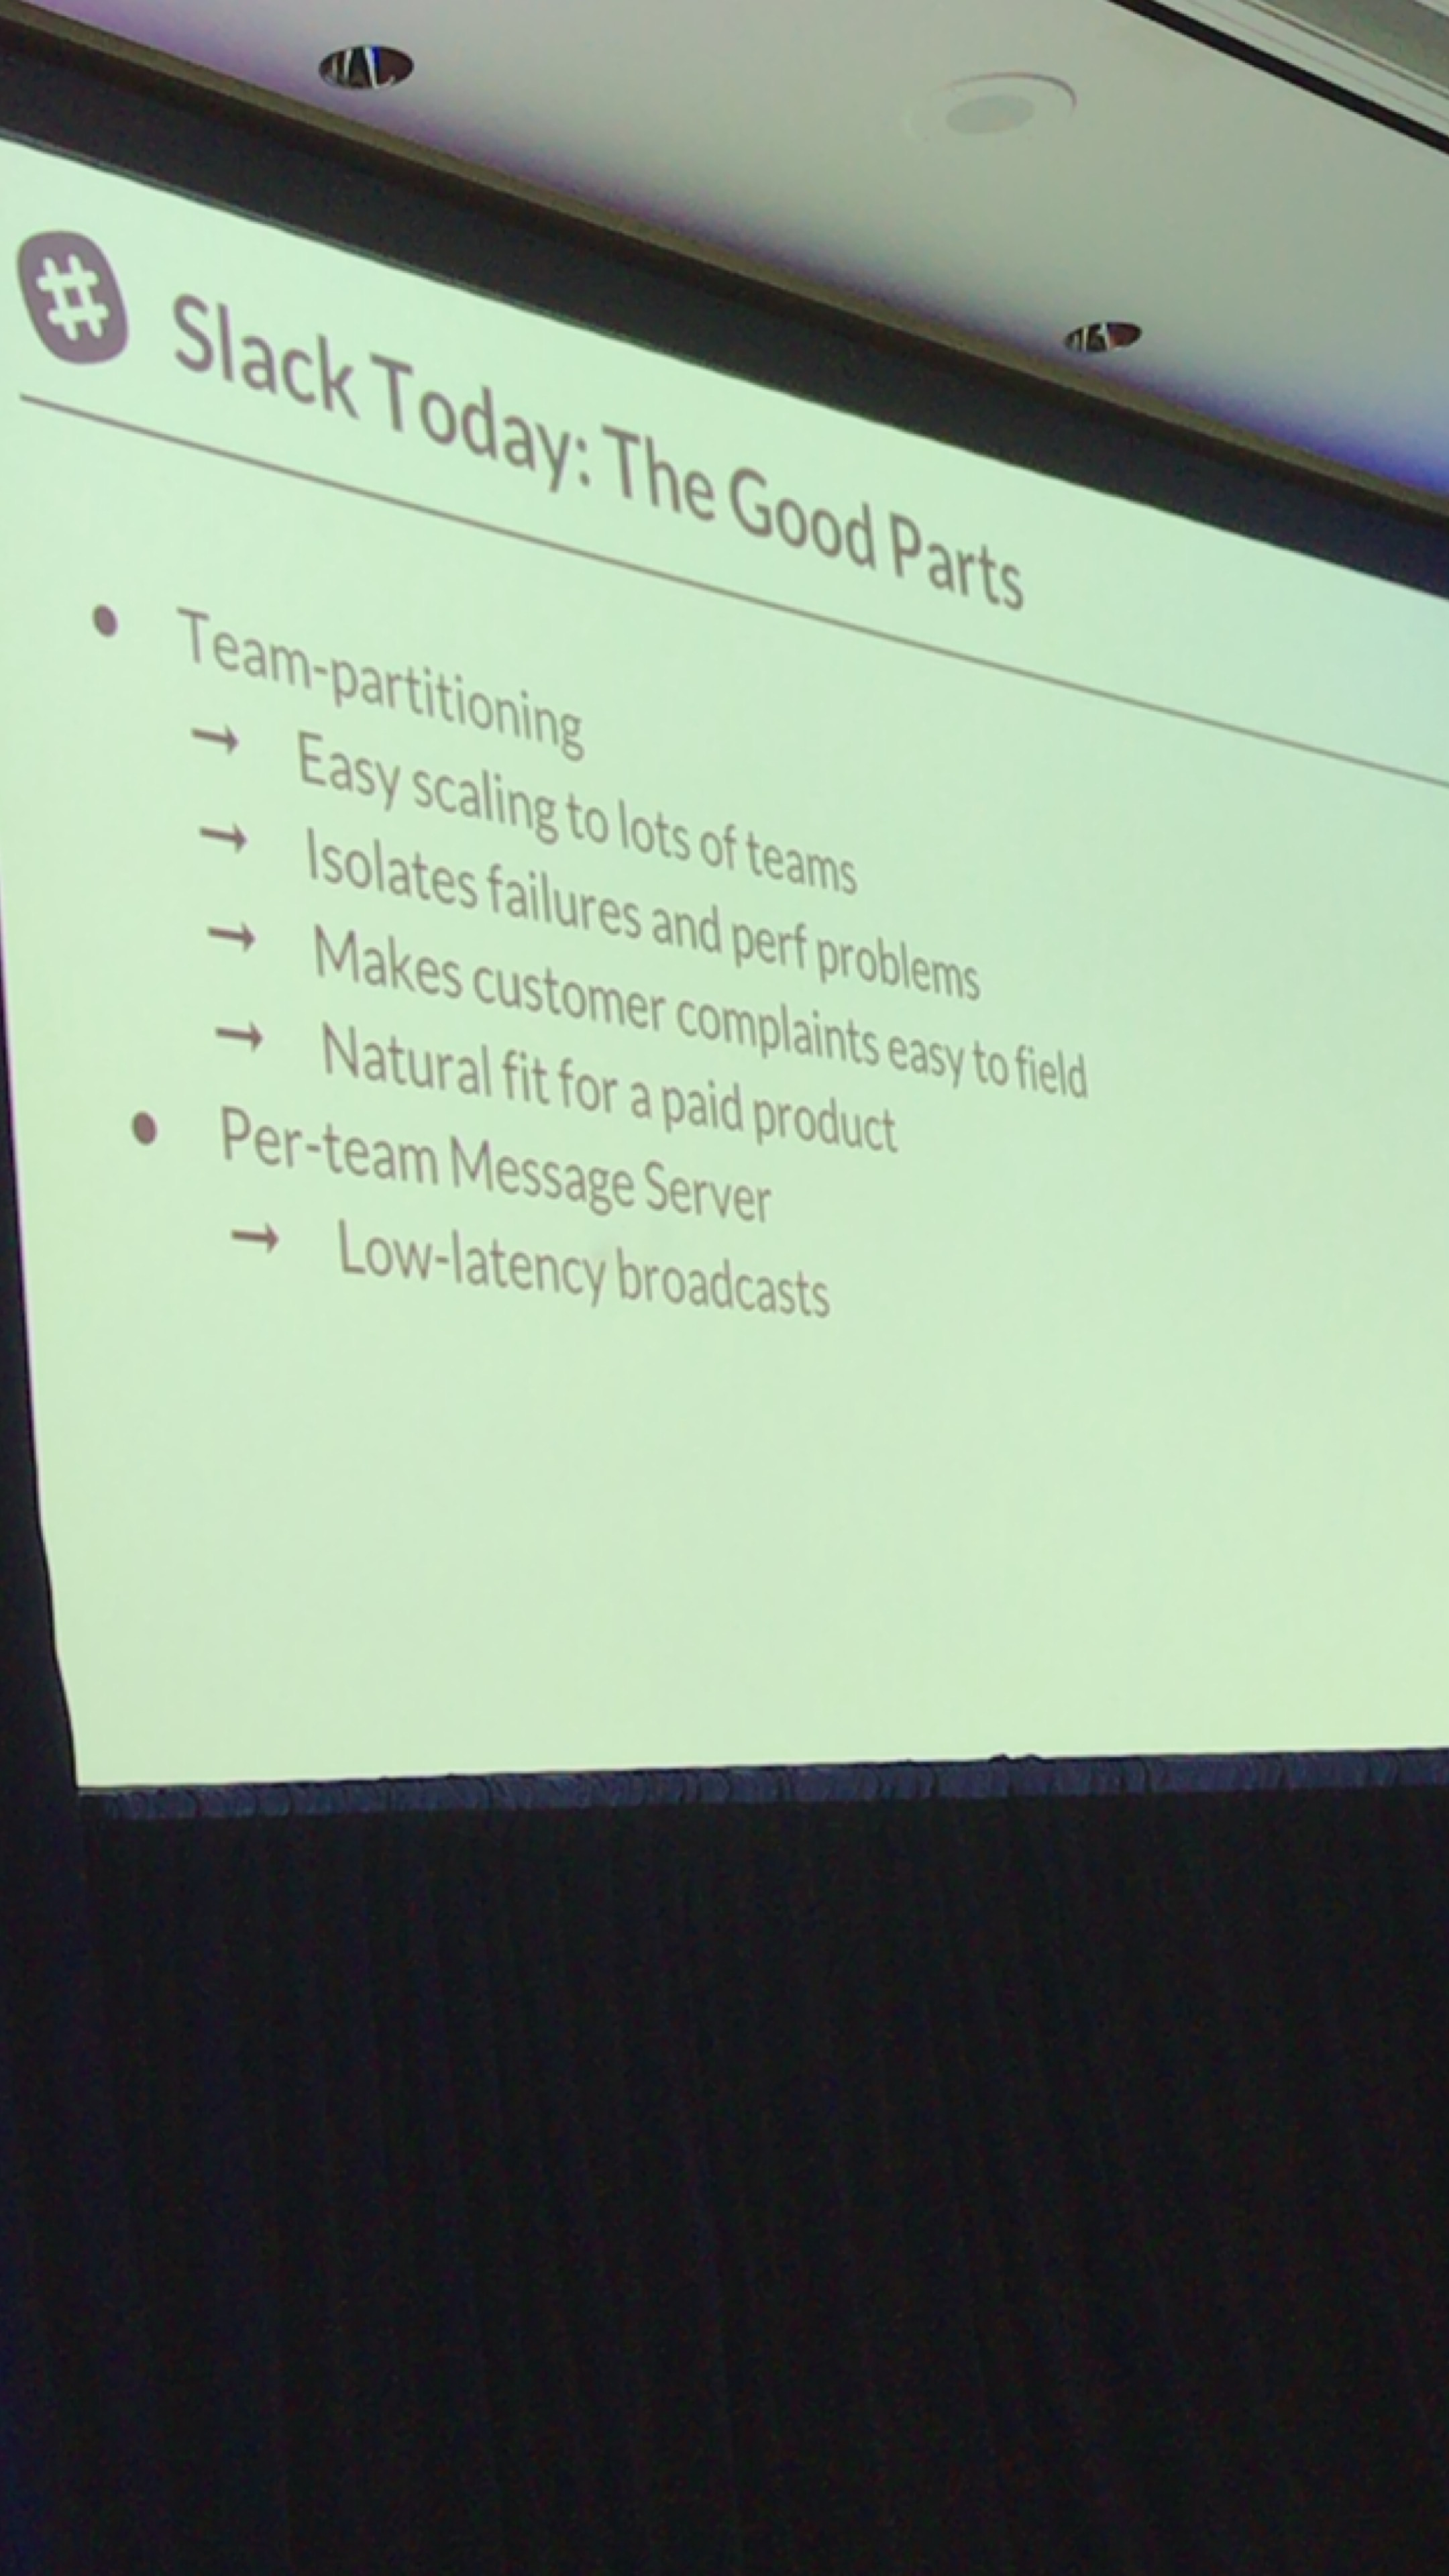 # Slack Today: The Good Parts
• Team-partitioning
→ Easy scaling to lots of teams
→ Isolates failures and perf problems
→ Makes customer complaints easy to field
→ Natural fit for a paid product
• Per-team Message Server
→ Low-latency broadcasts